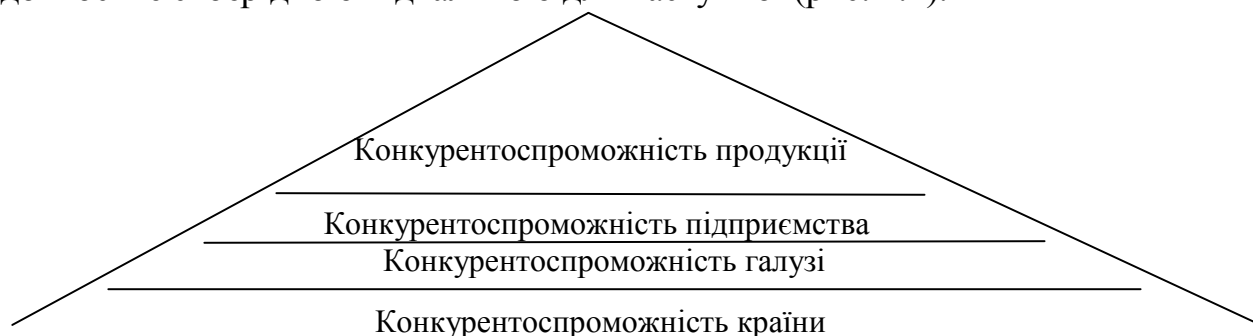 Конкурентоспроможність продукції
Конкурентоспроможність підприємства
Конкурентоспроможність галузі
Конкурентоспроможність країни